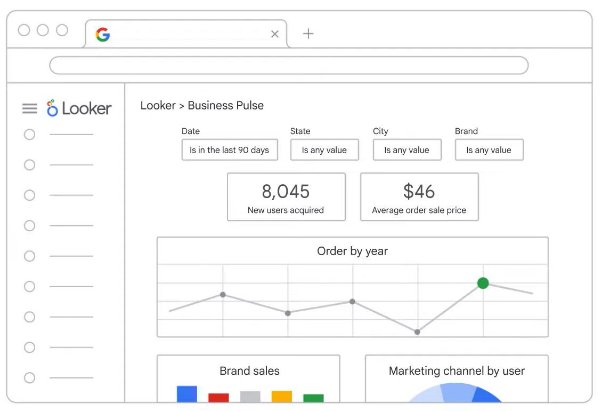 Looker
Looker > Business Pulse
Date State City Brand
Is in the last 90 days Is any value Is any value Is any value
8,045 $46
New users acquired Average order sale price
Order by year
Brand sales Marketing channel by user